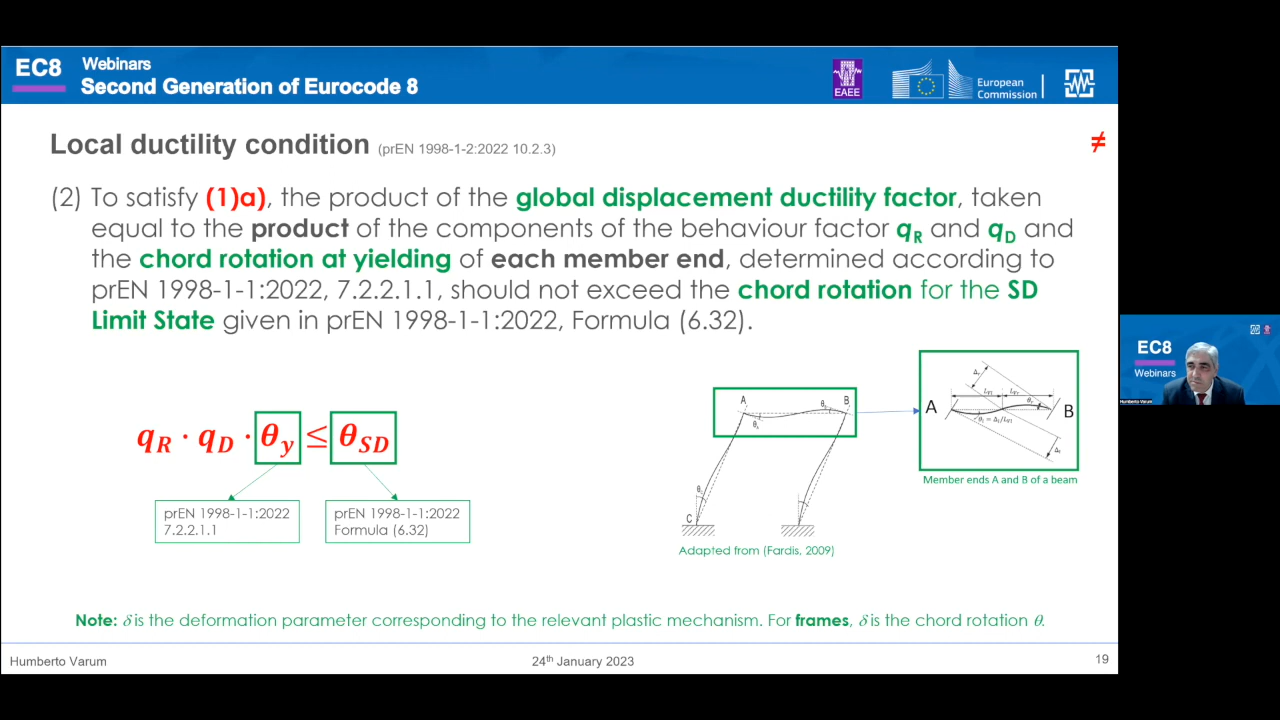 EC8
Webinars
Second Generation of Eurocode 8
EAEE
European
Commission
Local ductility condition (prEN 1998-1-2:2022 10.2.3)
≠
(2) To satisfy (1)a), the product of the global displacement ductility factor, taken
equal to the product of the components of the behaviour factor qR and qD and
the chord rotation at yielding of each member end, determined according to
prEN 1998-1-1:2022, 7.2.2.1.1, should not exceed the chord rotation for the SD
Limit State given in prEN 1998-1-1:2022, Formula (6.32).
EC8
Webinars
Humberto Varum
A
B
C
A
B
Member ends A and B of a beam
qR · qD · θy ≤ θSD
prEN 1998-1-1:2022
7.2.2.1.1
prEN 1998-1-1:2022
Formula (6.32)
Adapted from (Fardis, 2009)
Note: δ is the deformation parameter corresponding to the relevant plastic mechanism. For frames, δ is the chord rotation θ.
Humberto Varum
24th January 2023
19